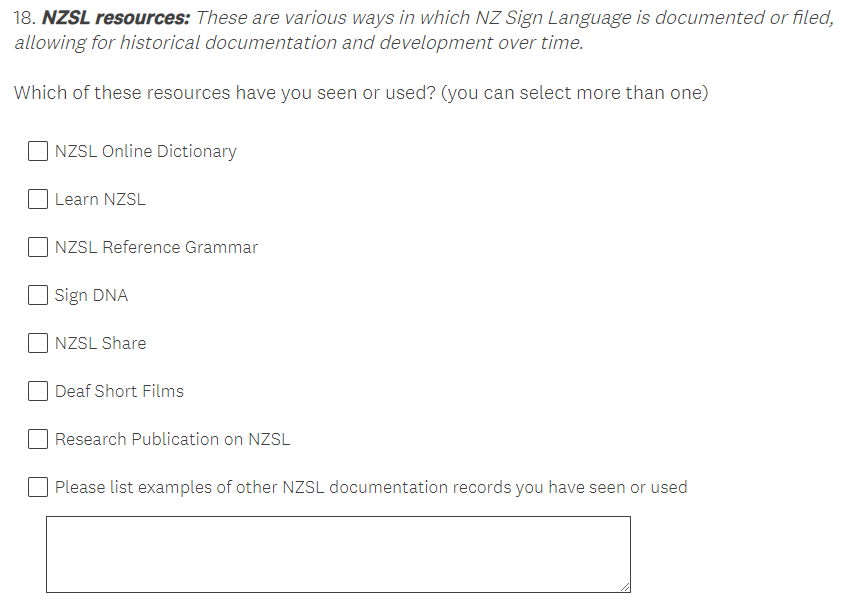 18. NZSL resources: These are various ways in which NZ Sign Language is documented or filed,
allowing for historical documentation and development over time.
Which of these resources have you seen or used? (you can select more than one)
NZSL Online Dictionary
Learn NZSL
NZSL Reference Grammar
Sign DNA
NZSL Share
Deaf Short Films
Research Publication on NZSL
Please list examples of other NZSL documentation records you have seen or used